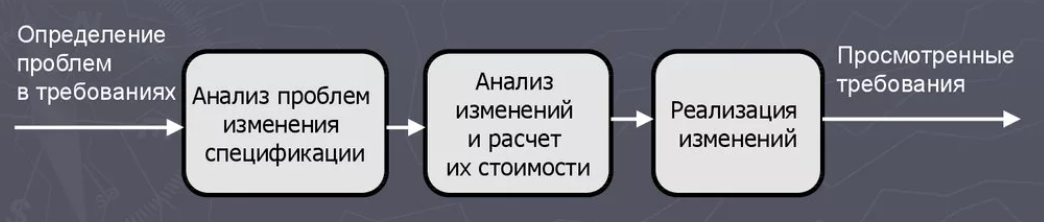 Определение
проблем
в требованиях
Анализ проблем
изменения
спецификации
Анализ
изменений
и расчет
их стоимости
Реализация
изменений
Просмотренные
требования